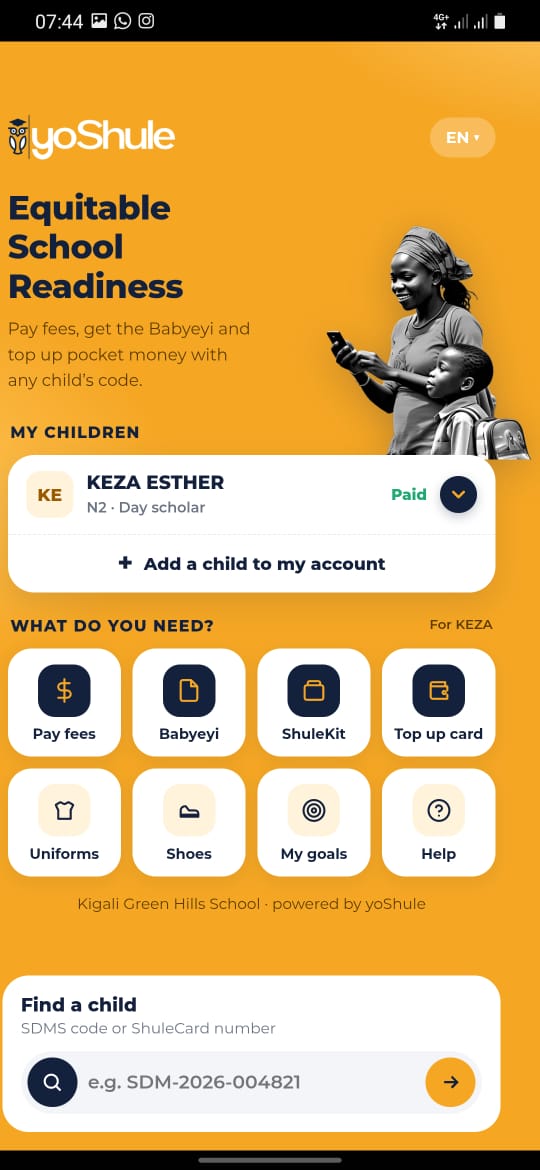 07:44
4G+
yoShule
EN ▾
Equitable
School
Readiness
Pay fees, get the Babyeyi and
top up pocket money with
any child's code.
MY CHILDREN
KE
KEZA ESTHER
N2 · Day scholar
Paid
+ Add a child to my account
WHAT DO YOU NEED?
For KEZA
Pay fees
Babyeyi
ShuleKit
Top up card
Uniforms
Shoes
My goals
Help
Kigali Green Hills School · powered by yoShule
Find a child
SDMS code or ShuleCard number
e.g. SDM-2026-004821